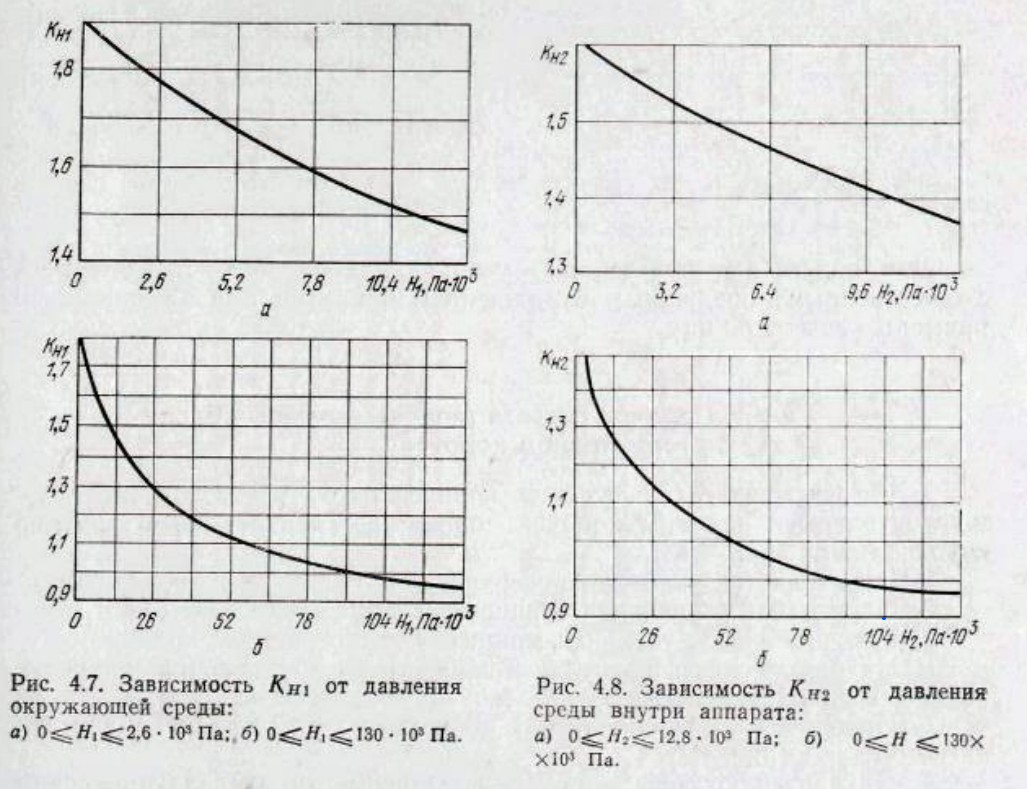 K_H1
1,8
1,6
1,4
0 2,6 5,2 7,8 10,4 H₁,Па·10³
а
K_H2
1,5
1,4
1,3
0 3,2 6,4 9,6 H₂,Па·10³
а
K_H1
1,7
1,5
1,3
1,1
0,9
0 26 52 78 104 H₁,Па·10³
б
K_H2
1,3
1,1
0,9
0 26 52 78 104 H₂,Па·10³
б
Рис. 4.7. Зависимость K_H1 от давления
окружающей среды:
а) 0⩽H₁⩽2,6 · 10³ Па; б) 0⩽H₁⩽130 · 10³ Па.
Рис. 4.8. Зависимость K_H2 от давления
среды внутри аппарата:
а) 0⩽H₂⩽12,8 · 10³ Па; б) 0⩽H ⩽130×
×10³ Па.